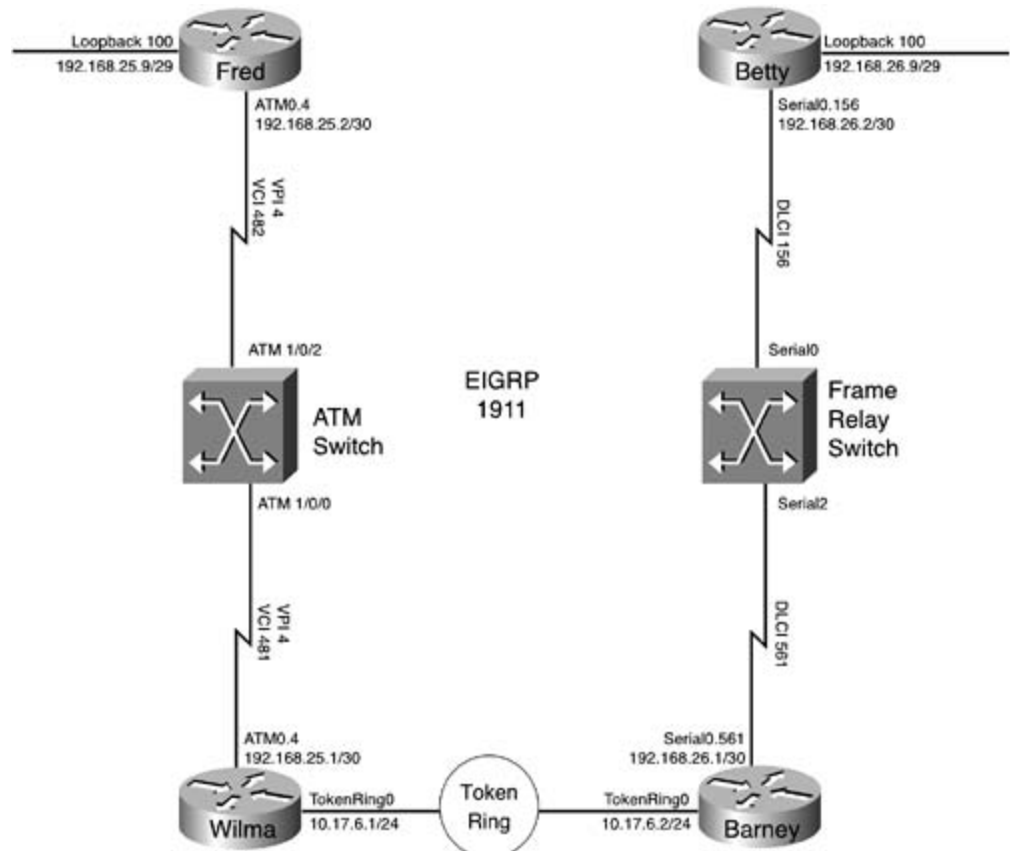 Loopback 100
192.168.25.9/29
Fred
ATM0.4
192.168.25.2/30
VPI 4
VCI 482
ATM 1/0/2
ATM
Switch
ATM 1/0/0
VPI 4
VCI 481
ATM0.4
192.168.25.1/30
Wilma
TokenRing0
10.17.6.1/24
Token
Ring
EIGRP
1911
Betty
Loopback 100
192.168.26.9/29
Serial0.156
192.168.26.2/30
DLCI 156
Serial0
Frame
Relay
Switch
Serial2
DLCI 561
Serial0.561
192.168.26.1/30
TokenRing0
10.17.6.2/24
Barney